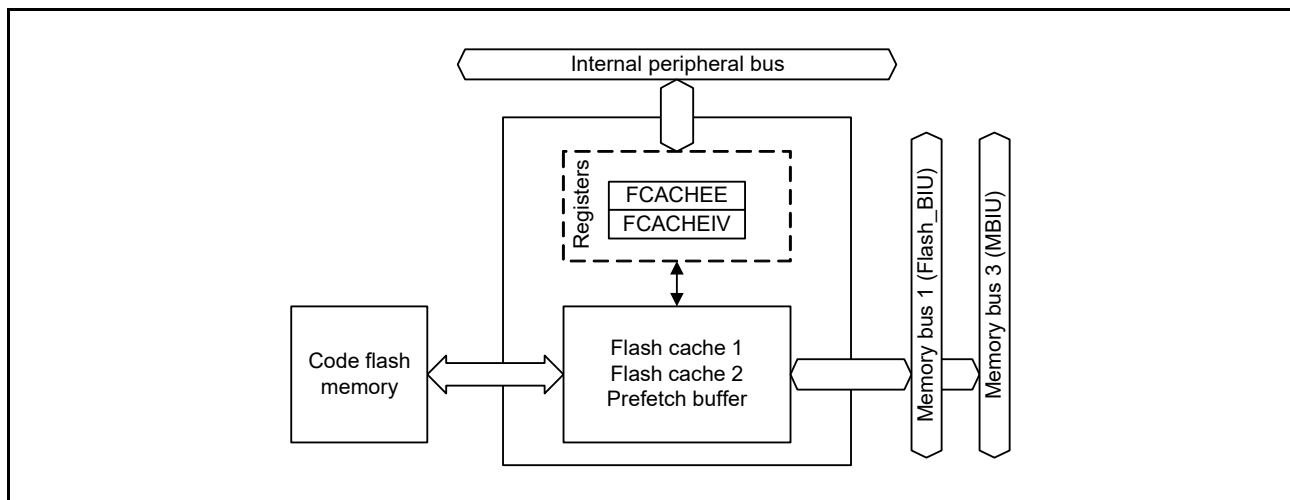 Internal peripheral bus
Registers
FCACHEE
FCACHEIV
Code flash
memory
Flash cache 1
Flash cache 2
Prefetch buffer
Memory bus 1 (Flash_BIU)
Memory bus 3 (MBIU)